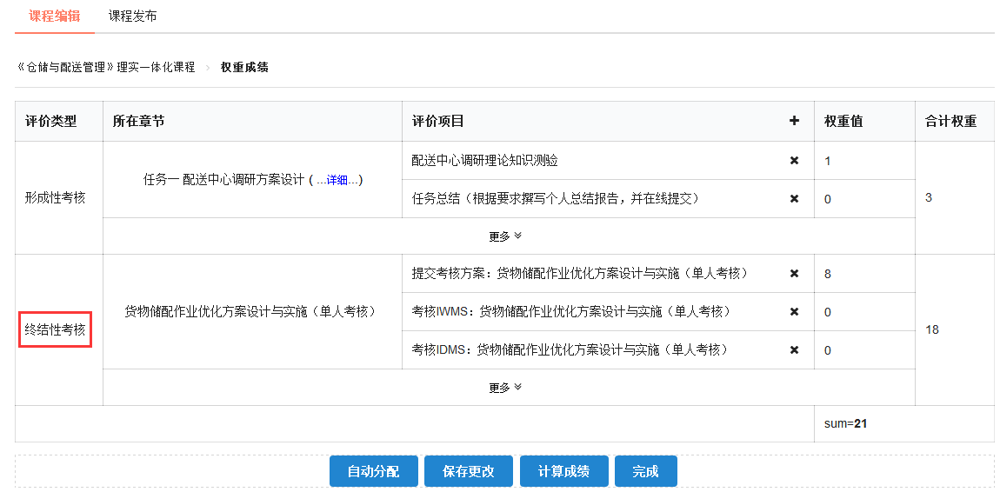 课程编辑 课程发布
《仓储与配送管理》理实一体化课程 > 权重成绩
评价类型 所在章节 评价项目 + 权重值 合计权重
形成性考核 任务一 配送中心调研方案设计 ( ...详细...) 配送中心调研理论知识测验 × 1 3
任务总结（根据要求撰写个人总结报告，并在线提交） × 0
更多
终结性考核 货物储配作业优化方案设计与实施（单人考核） 提交考核方案：货物储配作业优化方案设计与实施（单人考核） × 8 18
考核IWMS：货物储配作业优化方案设计与实施（单人考核） × 0
考核IDMS：货物储配作业优化方案设计与实施（单人考核） × 0
更多
sum=21
自动分配 保存更改 计算成绩 完成